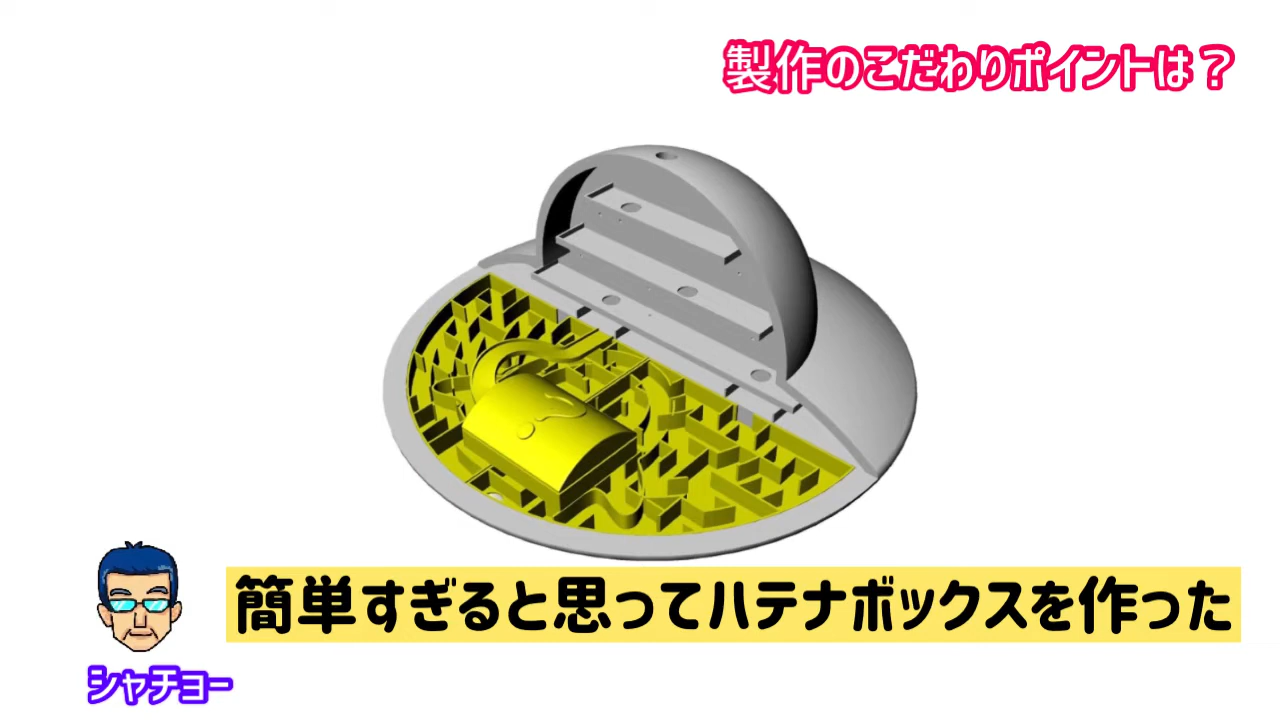 製作のこだわりポイントは？
簡単すぎると思ってハテナボックスを作った
シャチョー
?